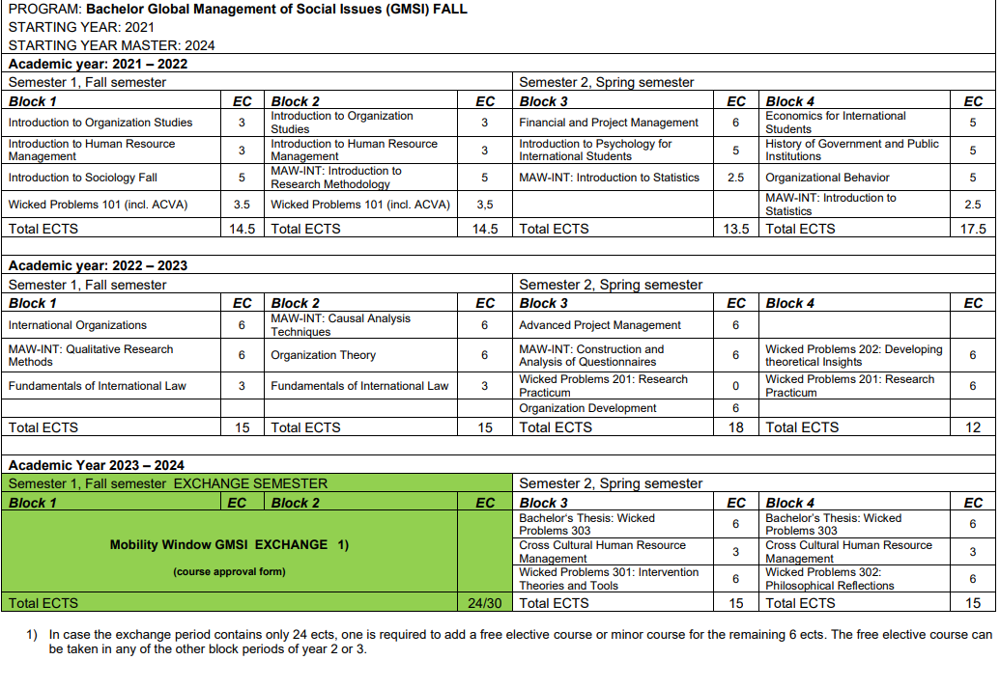 PROGRAM: Bachelor Global Management of Social Issues (GMSI) FALL
STARTING YEAR: 2021
STARTING YEAR MASTER: 2024
Academic year: 2021 – 2022
Semester 1, Fall semester Semester 2, Spring semester
Block 1 EC Block 2 EC Block 3 EC Block 4 EC
Introduction to Organization Studies 3 Introduction to Organization Studies 3 Financial and Project Management 6 Economics for International Students 5
Introduction to Human Resource Management 3 Introduction to Human Resource Management 3 Introduction to Psychology for International Students 5 History of Government and Public Institutions 5
Introduction to Sociology Fall 5 MAW-INT: Introduction to Research Methodology 5 MAW-INT: Introduction to Statistics 2.5 Organizational Behavior 5
Wicked Problems 101 (incl. ACVA) 3.5 Wicked Problems 101 (incl. ACVA) 3,5 MAW-INT: Introduction to Statistics 2.5
Total ECTS 14.5 Total ECTS 14.5 Total ECTS 13.5 Total ECTS 17.5
Academic year: 2022 – 2023
Semester 1, Fall semester Semester 2, Spring semester
Block 1 EC Block 2 EC Block 3 EC Block 4 EC
International Organizations 6 MAW-INT: Causal Analysis Techniques 6 Advanced Project Management 6
MAW-INT: Qualitative Research Methods 6 Organization Theory 6 MAW-INT: Construction and Analysis of Questionnaires 6 Wicked Problems 202: Developing theoretical Insights 6
Fundamentals of International Law 3 Fundamentals of International Law 3 Wicked Problems 201: Research Practicum 0 Wicked Problems 201: Research Practicum 6
Organization Development 6
Total ECTS 15 Total ECTS 15 Total ECTS 18 Total ECTS 12
Academic Year 2023 – 2024
Semester 1, Fall semester EXCHANGE SEMESTER Semester 2, Spring semester
Block 1 EC Block 2 EC Block 3 EC Block 4 EC
Mobility Window GMSI EXCHANGE 1)
(course approval form)
Bachelor's Thesis: Wicked Problems 303 6 Bachelor's Thesis: Wicked Problems 303 6
Cross Cultural Human Resource Management 3 Cross Cultural Human Resource Management 3
Wicked Problems 301: Intervention Theories and Tools 6 Wicked Problems 302: Philosophical Reflections 6
Total ECTS 24/30 Total ECTS 15 Total ECTS 15
1) In case the exchange period contains only 24 ects, one is required to add a free elective course or minor course for the remaining 6 ects. The free elective course can
be taken in any of the other block periods of year 2 or 3.